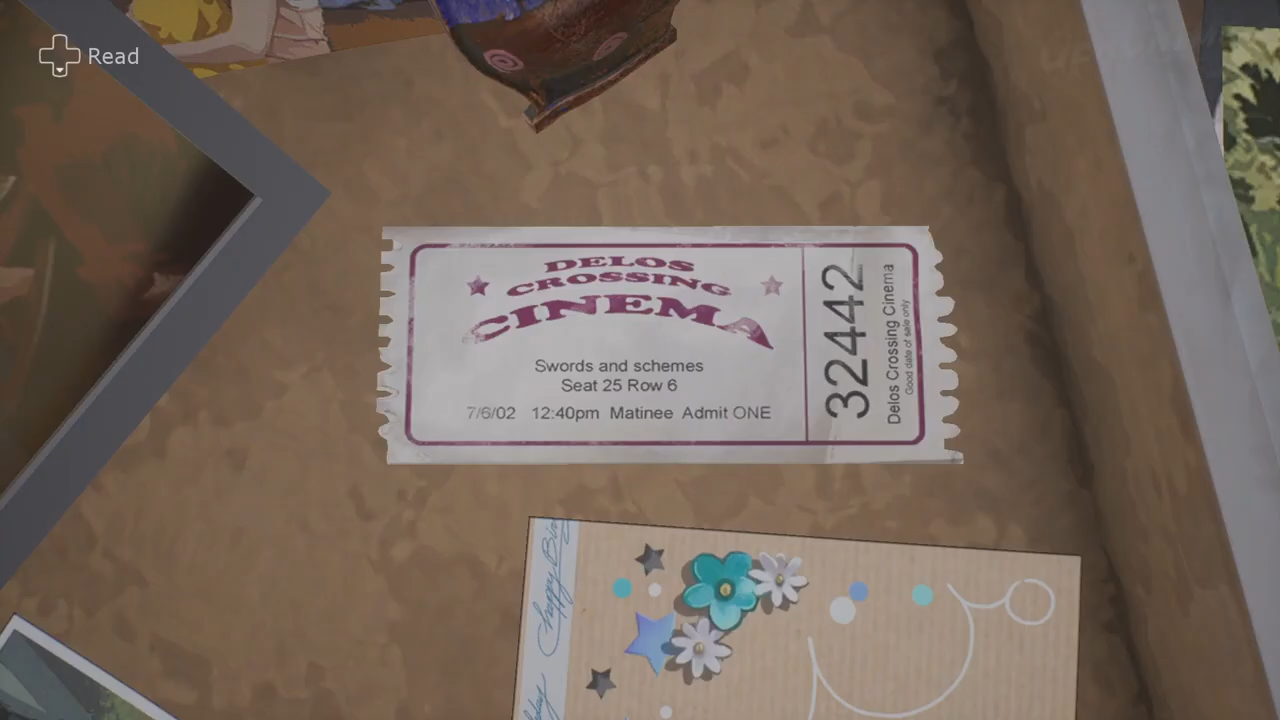 Read
DELOS
CROSSING
CINEMA
Swords and schemes
Seat 25 Row 6
7/6/02 12:40pm Matinee Admit ONE
32442
Delos Crossing Cinema
Good date of sale only
Happy